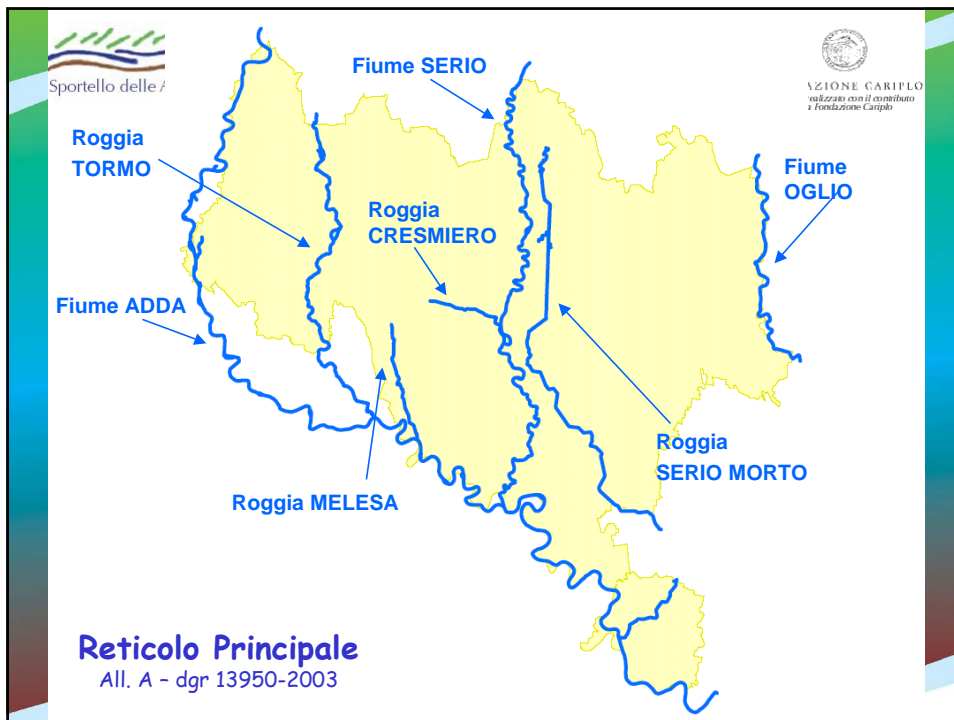 Sportello delle A
AZIONE CARIPLO
realizzato con il contributo
a Fondazione Cariplo
Fiume SERIO
Roggia
TORMO
Fiume
OGLIO
Roggia
CRESMIERO
Fiume ADDA
Roggia
SERIO MORTO
Roggia MELESA
Reticolo Principale
All. A – dgr 13950-2003